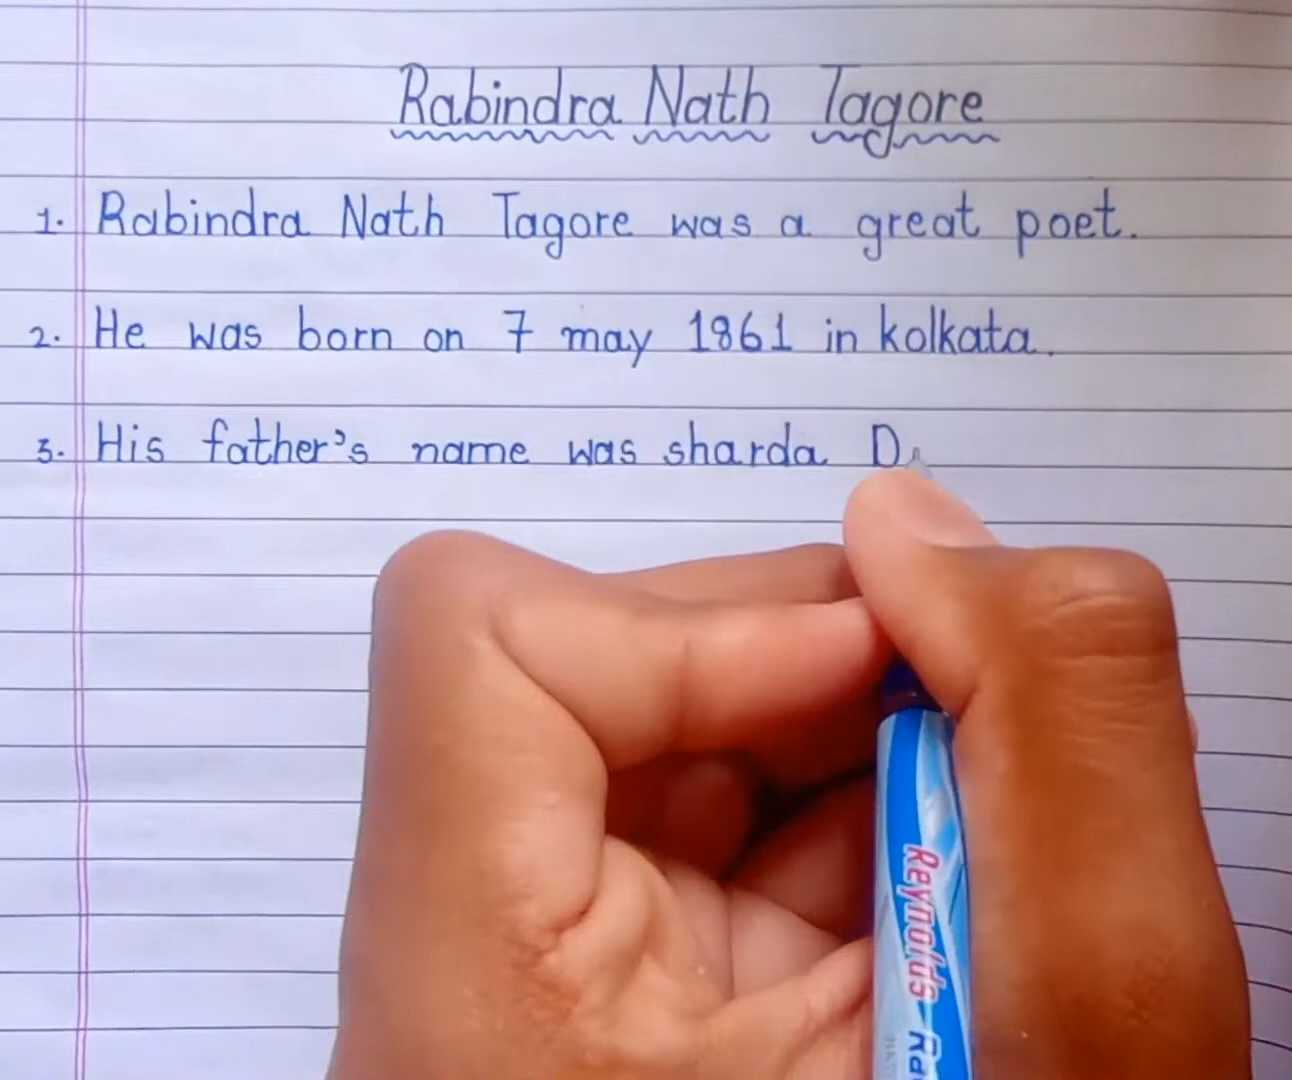 Rabindra Nath Tagore
1. Rabindra Nath Tagore was a great poet.
2. He was born on 7 may 1861 in kolkata.
3. His father's name was sharda D
Reynolds